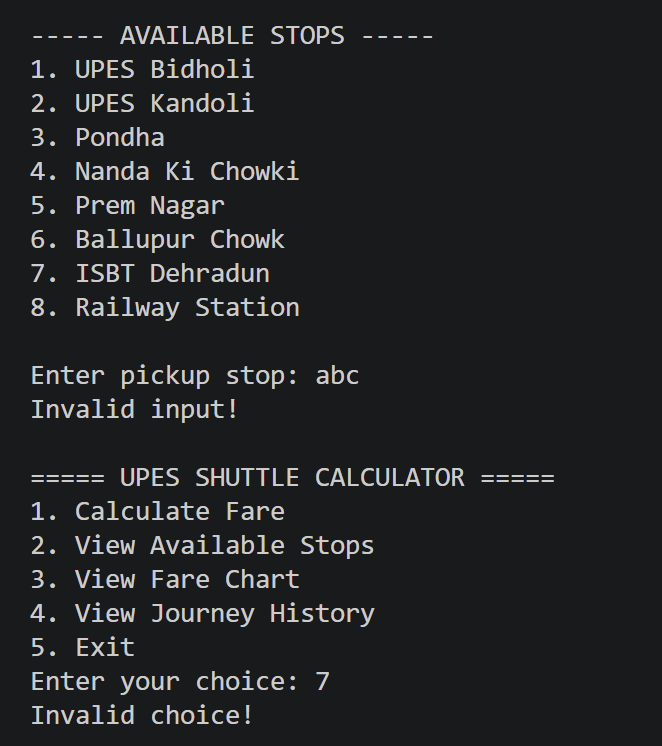 ----- AVAILABLE STOPS -----
1. UPES Bidholi
2. UPES Kandoli
3. Pondha
4. Nanda Ki Chowki
5. Prem Nagar
6. Ballupur Chowk
7. ISBT Dehradun
8. Railway Station
Enter pickup stop: abc
Invalid input!
===== UPES SHUTTLE CALCULATOR =====
1. Calculate Fare
2. View Available Stops
3. View Fare Chart
4. View Journey History
5. Exit
Enter your choice: 7
Invalid choice!